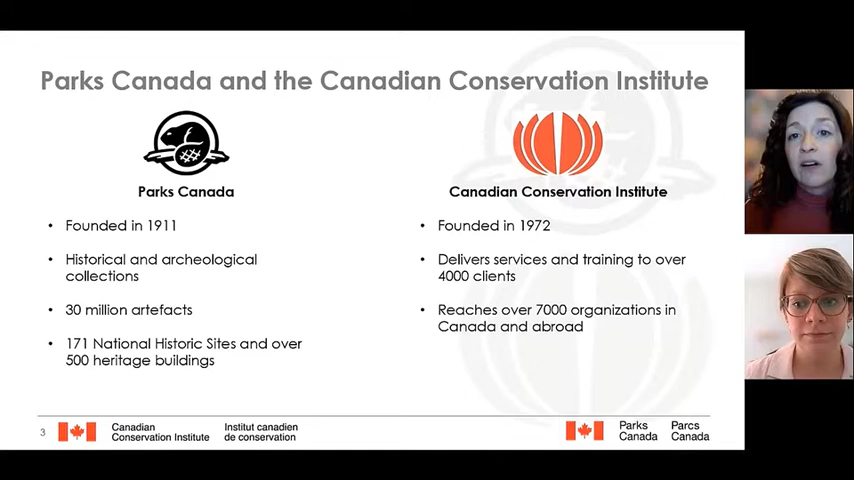 Parks Canada and the Canadian Conservation Institute
Parks Canada
• Founded in 1911
• Historical and archeological
collections
• 30 million artefacts
• 171 National Historic Sites and over
500 heritage buildings
Canadian Conservation Institute
• Founded in 1972
• Delivers services and training to over
4000 clients
• Reaches over 7000 organizations in
Canada and abroad
3
Canadian
Conservation Institute
Institut canadien
de conservation
Parks
Canada
Parcs
Canada